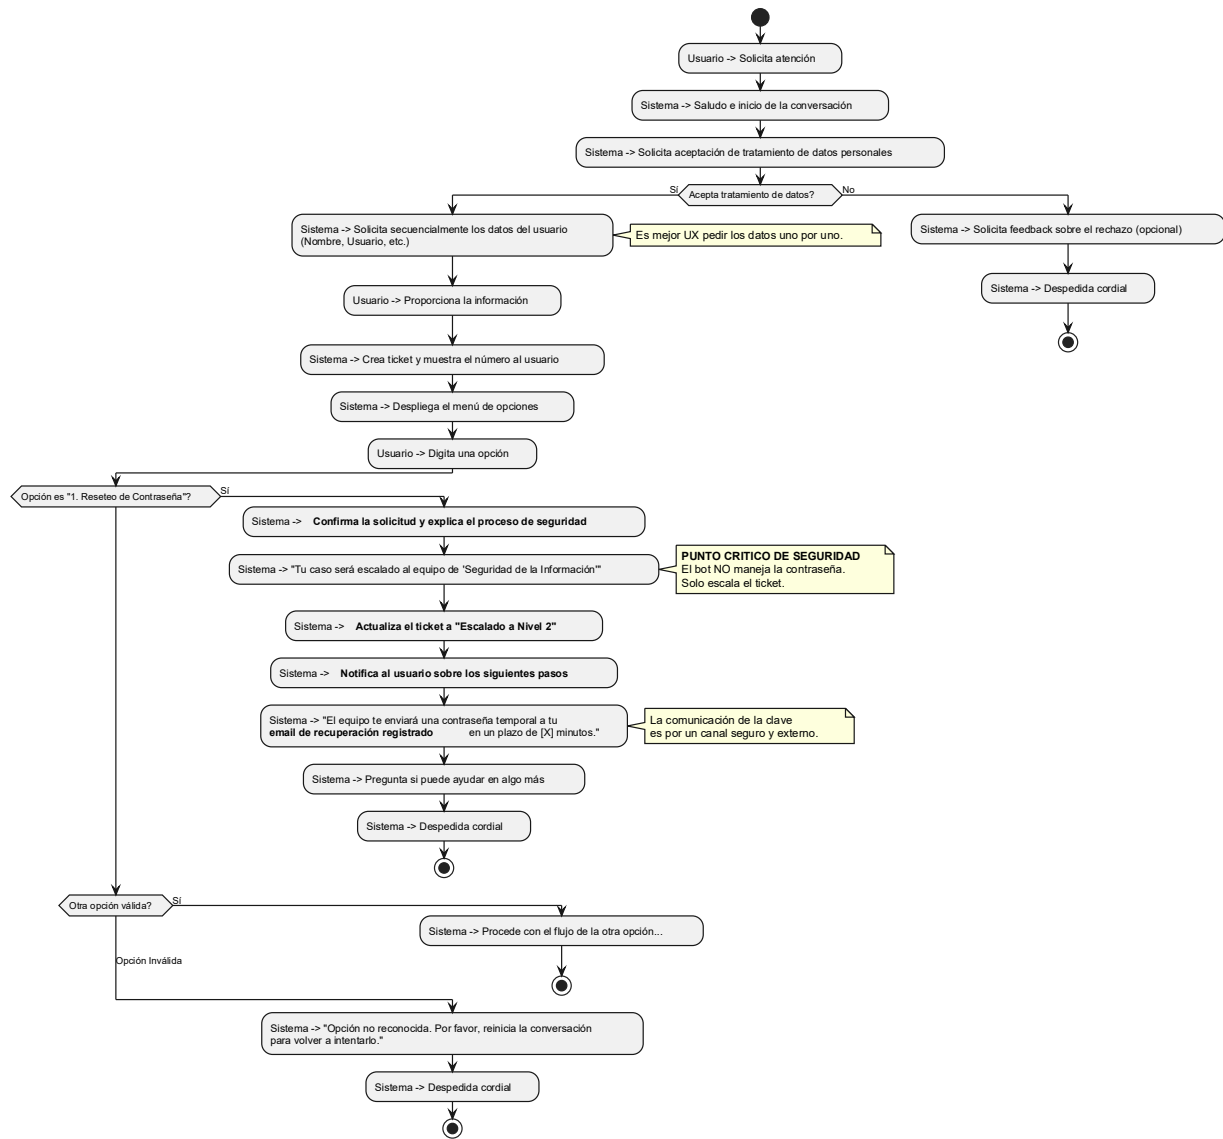 Usuario -> Solicita atención
Sistema -> Saludo e inicio de la conversación
Sistema -> Solicita aceptación de tratamiento de datos personales
Sí
Acepta tratamiento de datos?
No
Sistema -> Solicita secuencialmente los datos del usuario
(Nombre, Usuario, etc.)
Es mejor UX pedir los datos uno por uno.
Sistema -> Solicita feedback sobre el rechazo (opcional)
Sistema -> Despedida cordial
Usuario -> Proporciona la información
Sistema -> Crea ticket y muestra el número al usuario
Sistema -> Despliega el menú de opciones
Usuario -> Digita una opción
Opción es "1. Reseteo de Contraseña"?
Sí
Sistema -> Confirma la solicitud y explica el proceso de seguridad
Sistema -> "Tu caso será escalado al equipo de 'Seguridad de la Información'"
PUNTO CRITICO DE SEGURIDAD
El bot NO maneja la contraseña.
Solo escala el ticket.
Sistema -> Actualiza el ticket a "Escalado a Nivel 2"
Sistema -> Notifica al usuario sobre los siguientes pasos
Sistema -> "El equipo te enviará una contraseña temporal a tu
email de recuperación registrado en un plazo de [X] minutos."
La comunicación de la clave
es por un canal seguro y externo.
Sistema -> Pregunta si puede ayudar en algo más
Sistema -> Despedida cordial
Otra opción válida?
Sí
Sistema -> Procede con el flujo de la otra opción...
Opción Inválida
Sistema -> "Opción no reconocida. Por favor, reinicia la conversación
para volver a intentarlo."
Sistema -> Despedida cordial